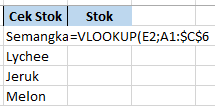 Cek Stok Stok
Semangka =VLOOKUP(E2;A1:$C$6
Lychee
Jeruk
Melon